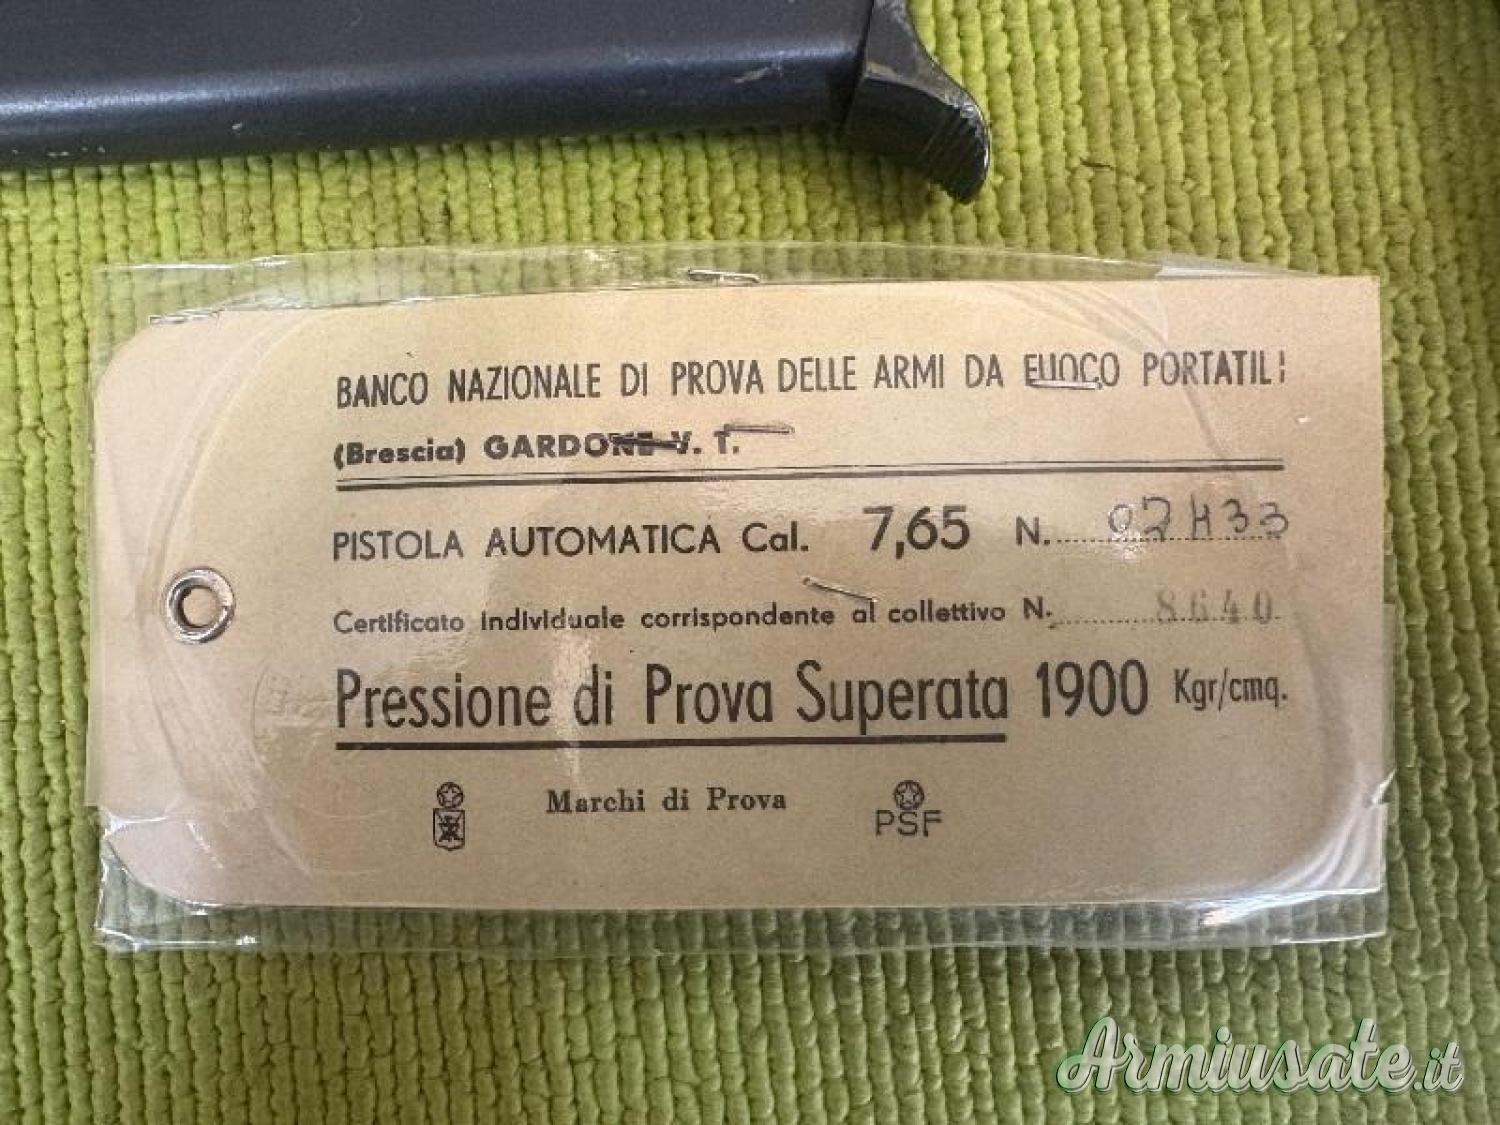 BANCO NAZIONALE DI PROVA DELLE ARMI DA FUOCO PORTATILI
(Brescia) GARDONE V. T.
PISTOLA AUTOMATICA Cal. 7,65 N. 02H33
Certificato individuale corrispondente al collettivo N. 8640
Pressione di Prova Superata 1900 Kgr/cmq.
Marchi di Prova
PSF
Armiusate.it